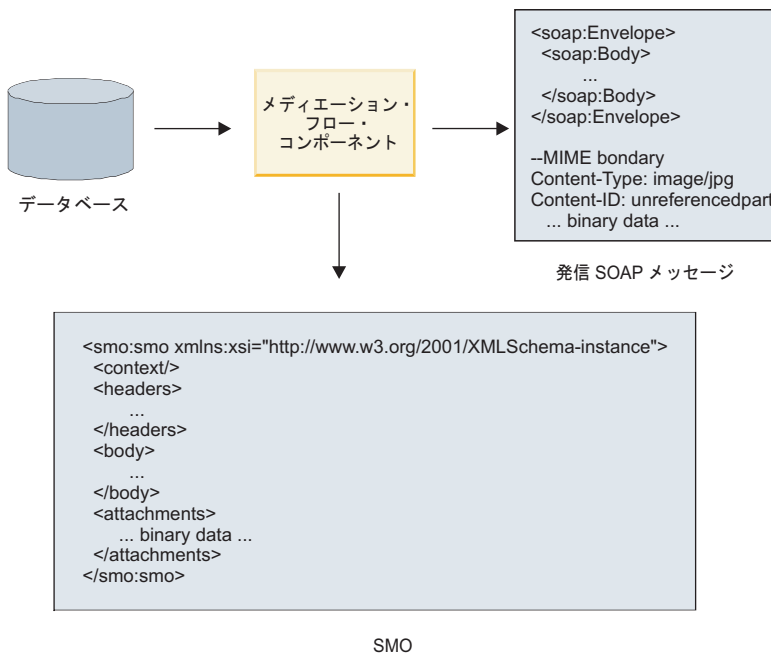 データベース
メディエーション・
フロー・
コンポーネント
<soap:Envelope>
<soap:Body>
...
</soap:Body>
</soap:Envelope>
--MIME bondary
Content-Type: image/jpg
Content-ID: unreferencedpart
... binary data ...
発信 SOAP メッセージ
<smo:smo xmlns:xsi="http://www.w3.org/2001/XMLSchema-instance">
<context/>
<headers>
...
</headers>
<body>
...
</body>
<attachments>
... binary data ...
</attachments>
</smo:smo>
SMO